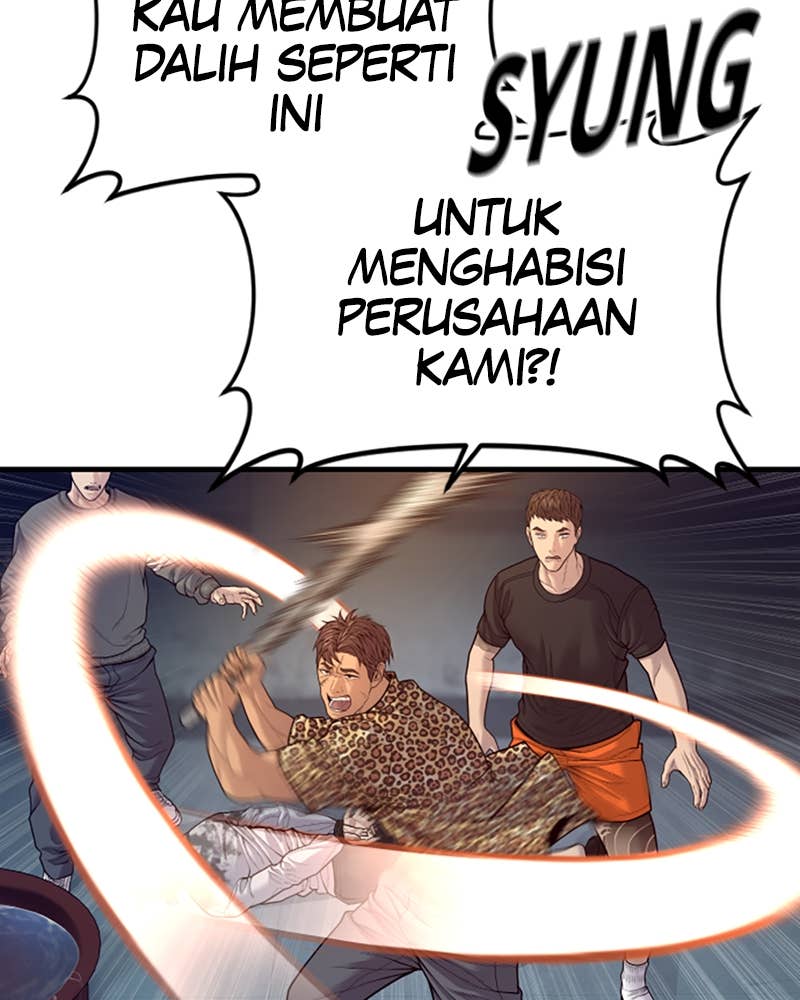 KAU MEMBUAT
DALIH SEPERTI
INI
SYUNG
UNTUK
MENGHABISI
PERUSAHAAN
KAMI?!